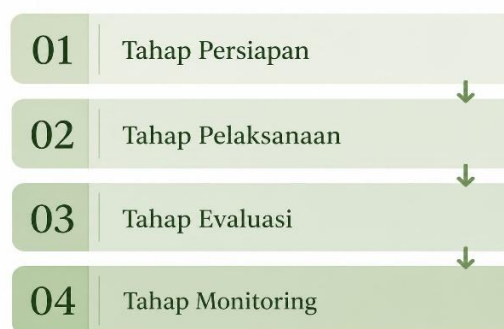 01 Tahap Persiapan
02 Tahap Pelaksanaan
03 Tahap Evaluasi
04 Tahap Monitoring